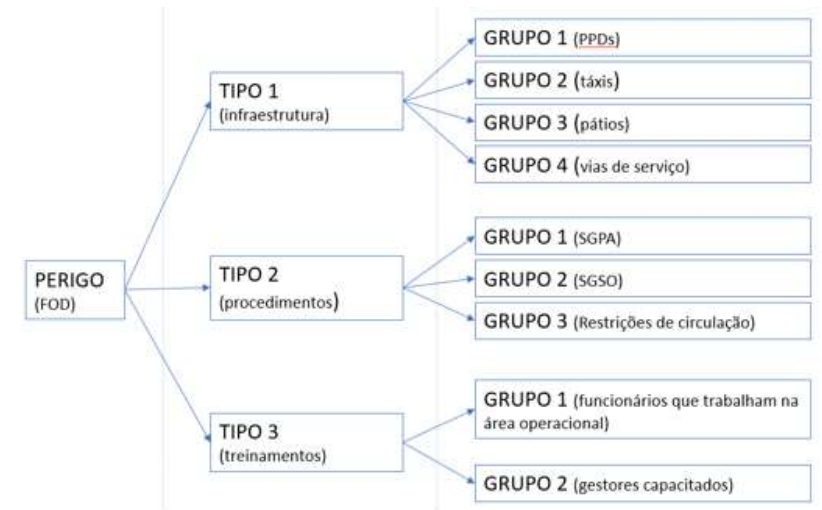 PERIGO
(FOD)
TIPO 1
(infraestrutura)
GRUPO 1 (PPDs)
GRUPO 2 (táxis)
GRUPO 3 (pátios)
GRUPO 4 (vias de serviço)
TIPO 2
(procedimentos)
GRUPO 1 (SGPA)
GRUPO 2 (SGSO)
GRUPO 3 (Restrições de circulação)
TIPO 3
(treinamentos)
GRUPO 1 (funcionários que trabalham na
área operacional)
GRUPO 2 (gestores capacitados)